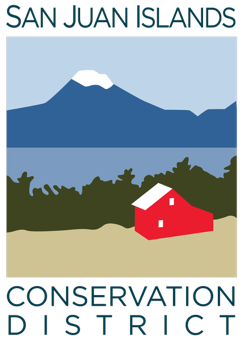 SAN JUAN ISLANDS
CONSERVATION
DISTRICT